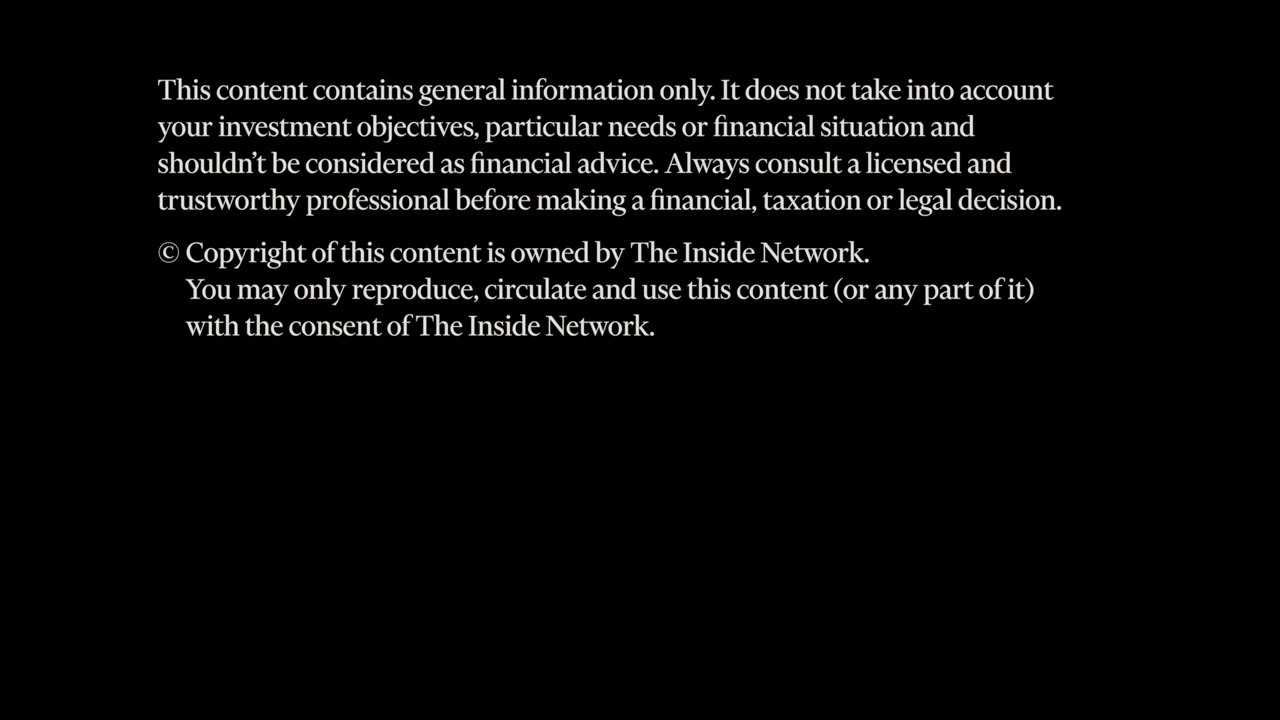 This content contains general information only. It does not take into account
your investment objectives, particular needs or financial situation and
shouldn’t be considered as financial advice. Always consult a licensed and
trustworthy professional before making a financial, taxation or legal decision.
© Copyright of this content is owned by The Inside Network.
You may only reproduce, circulate and use this content (or any part of it)
with the consent of The Inside Network.